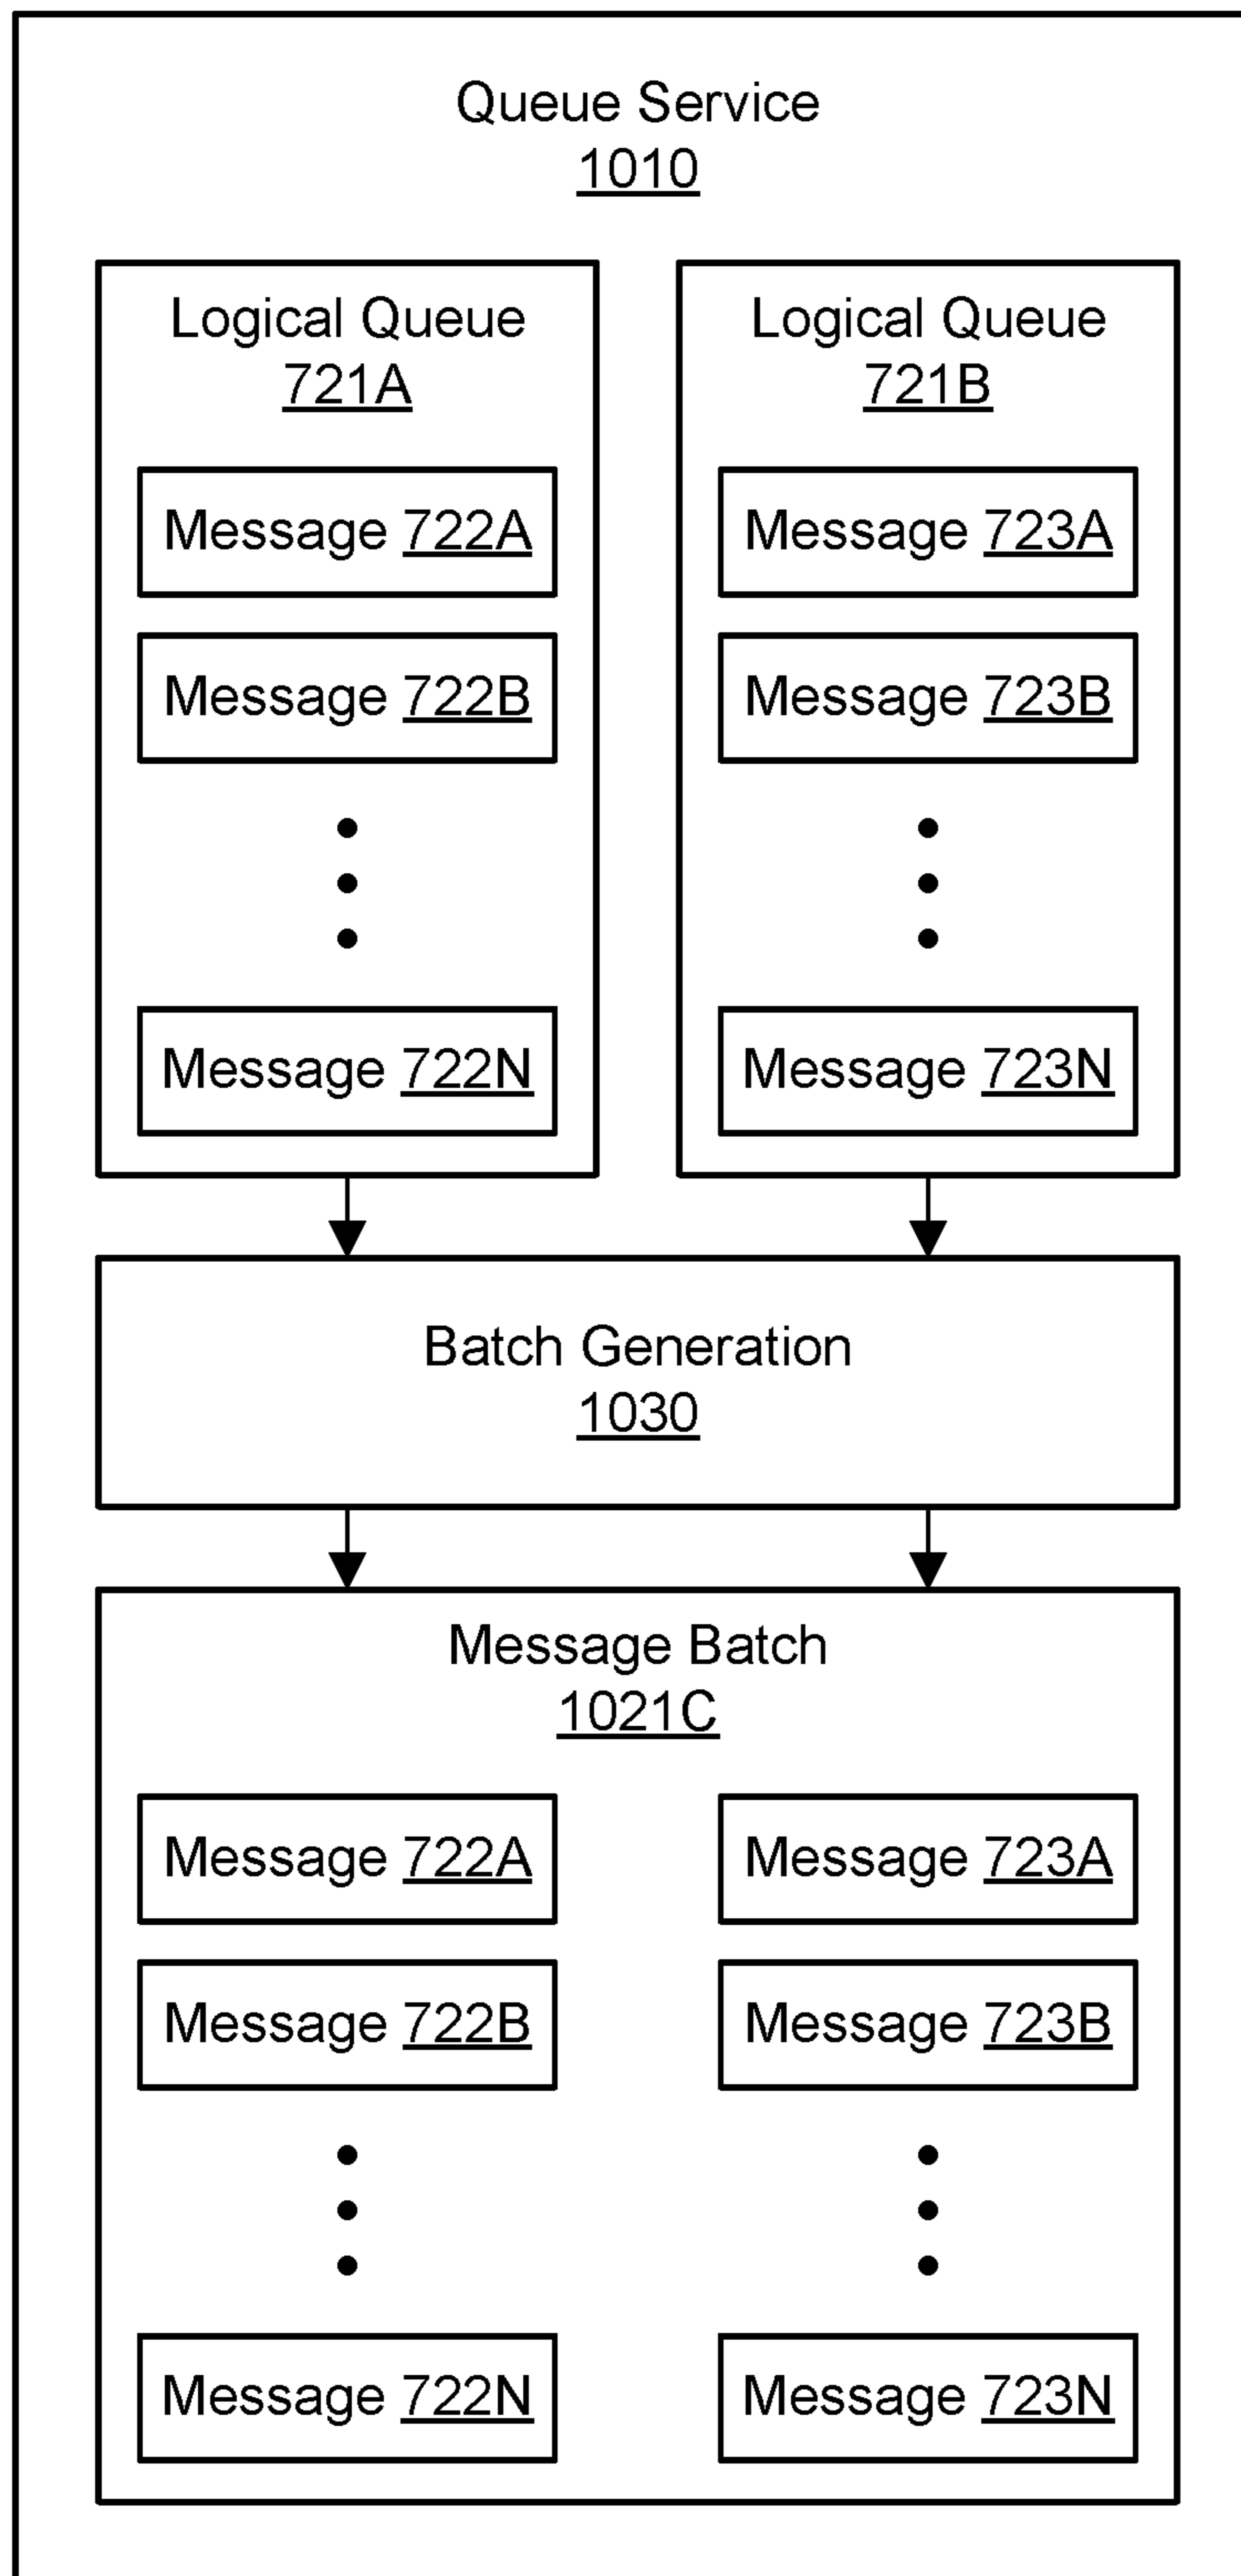 Queue Service
1010
Logical Queue
721A
Message 722A
Message 722B
Message 722N
Logical Queue
721B
Message 723A
Message 723B
Message 723N
Batch Generation
1030
Message Batch
1021C
Message 722A
Message 722B
Message 722N
Message 723A
Message 723B
Message 723N